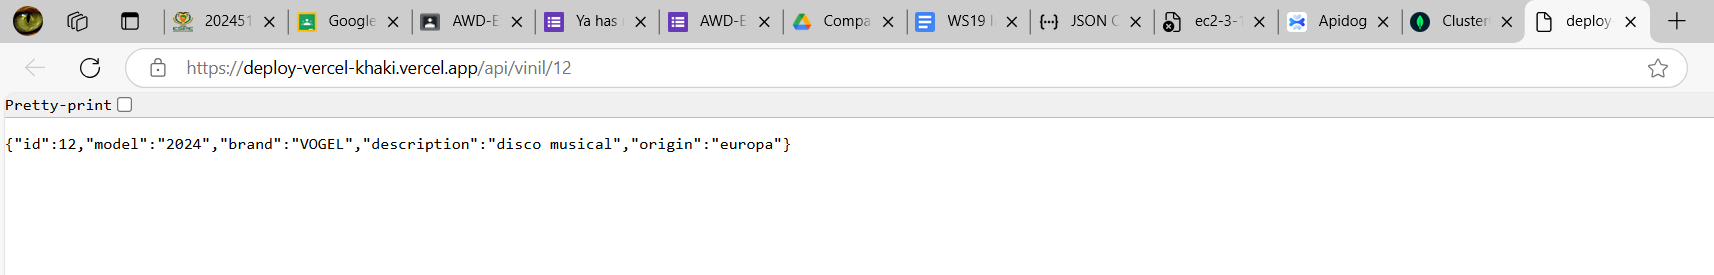 202451 Google AWD-E Ya has AWD-E Compa WS19 JSON C ec2-3- Apidog Cluster deploy-
https://deploy-vercel-khaki.vercel.app/api/vinil/12
Pretty-print
{"id":12,"model":"2024","brand":"VOGEL","description":"disco musical","origin":"europa"}